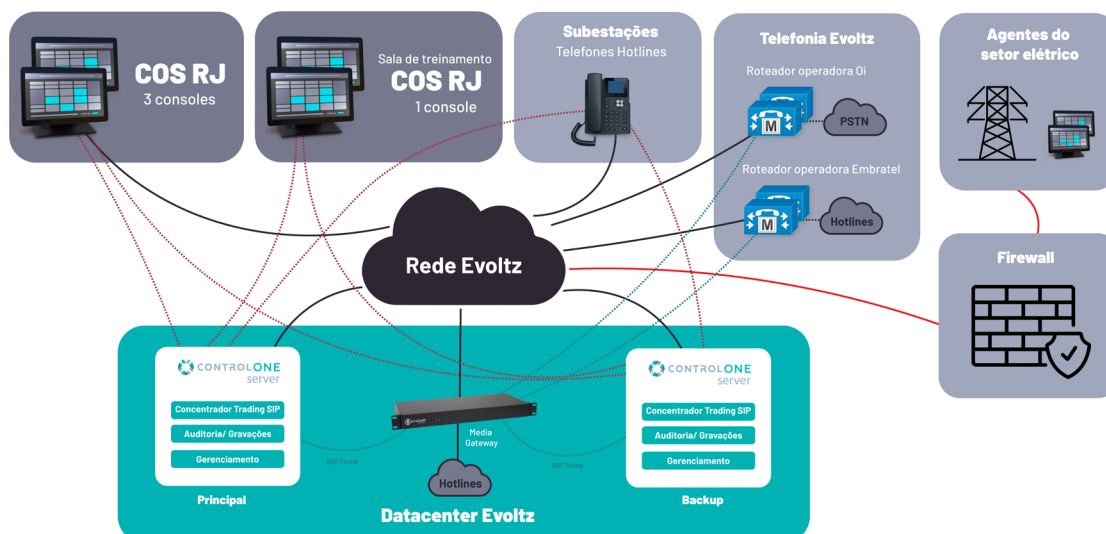 COS RJ
3 consoles
Sala de treinamento
COS RJ
1 console
Subestações
Telefones Hotlines
Telefonia Evoltz
Roteador operadora Oi
M
PSTN
Roteador operadora Embratel
M
Hotlines
Agentes do
setor elétrico
Firewall
Rede Evoltz
CONTROLONE
server
Concentrador Trading SIP
Auditoria/ Gravações
Gerenciamento
Principal
SIP Trunk
Media
Gateway
Hotlines
SIP Trunk
CONTROLONE
server
Concentrador Trading SIP
Auditoria/ Gravações
Gerenciamento
Backup
Datacenter Evoltz